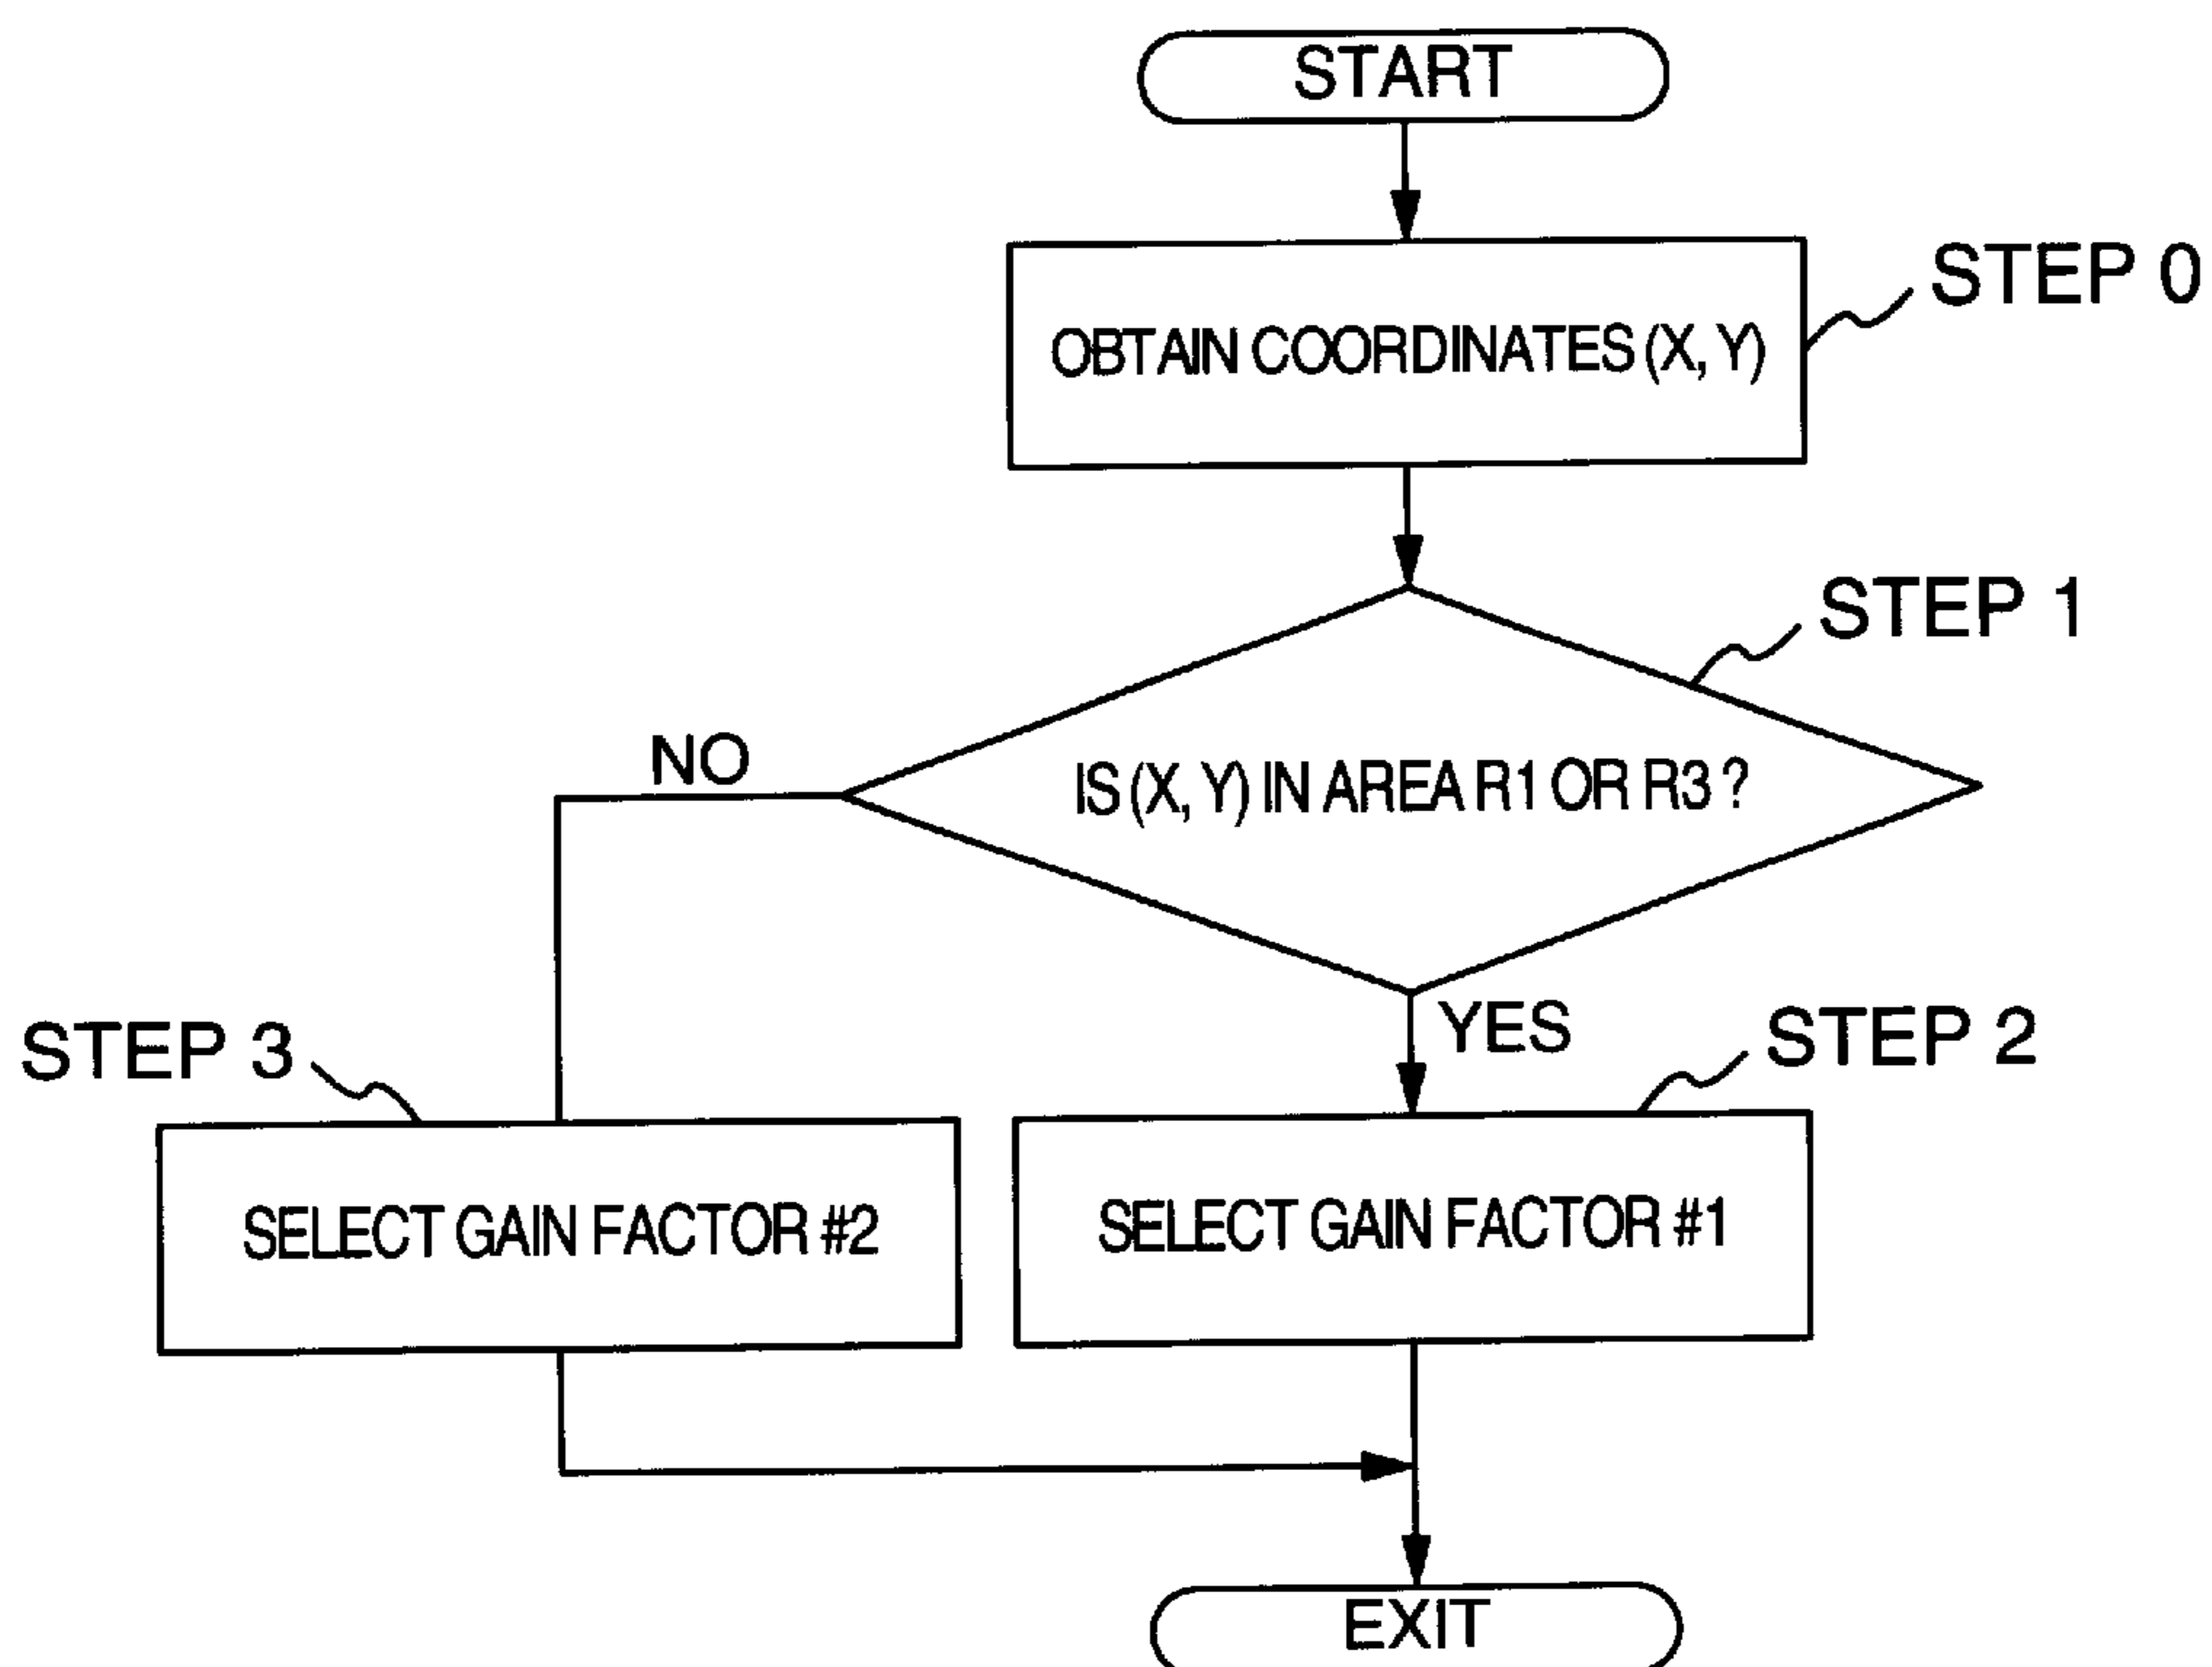 START
OBTAIN COORDINATES (X, Y)
STEP 0
STEP 1
IS (X, Y) IN AREA R1 OR R3 ?
NO
YES
STEP 3
STEP 2
SELECT GAIN FACTOR #2
SELECT GAIN FACTOR #1
EXIT